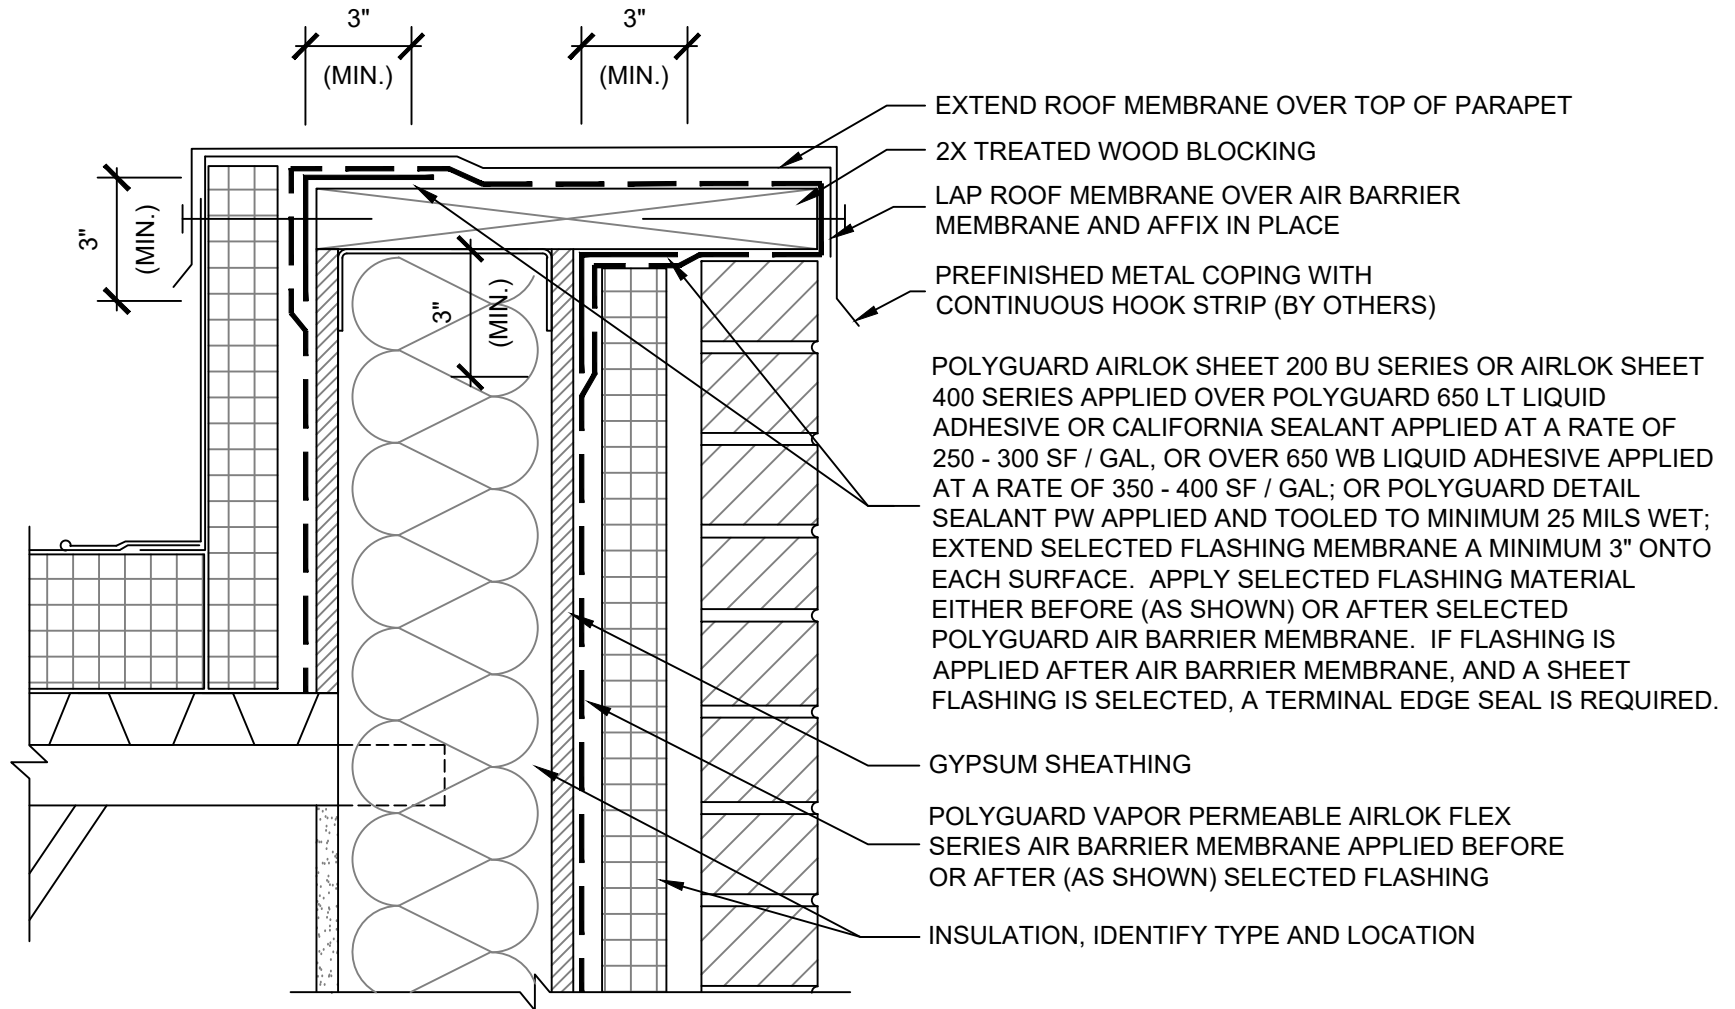 3"
(MIN.)
3"
(MIN.)
3"
(MIN.)
3"
(MIN.)
EXTEND ROOF MEMBRANE OVER TOP OF PARAPET
2X TREATED WOOD BLOCKING
LAP ROOF MEMBRANE OVER AIR BARRIER
MEMBRANE AND AFFIX IN PLACE
PREFINISHED METAL COPING WITH
CONTINUOUS HOOK STRIP (BY OTHERS)
POLYGUARD AIRLOK SHEET 200 BU SERIES OR AIRLOK SHEET
400 SERIES APPLIED OVER POLYGUARD 650 LT LIQUID
ADHESIVE OR CALIFORNIA SEALANT APPLIED AT A RATE OF
250 - 300 SF / GAL, OR OVER 650 WB LIQUID ADHESIVE APPLIED
AT A RATE OF 350 - 400 SF / GAL; OR POLYGUARD DETAIL
SEALANT PW APPLIED AND TOOLED TO MINIMUM 25 MILS WET;
EXTEND SELECTED FLASHING MEMBRANE A MINIMUM 3" ONTO
EACH SURFACE. APPLY SELECTED FLASHING MATERIAL
EITHER BEFORE (AS SHOWN) OR AFTER SELECTED
POLYGUARD AIR BARRIER MEMBRANE. IF FLASHING IS
APPLIED AFTER AIR BARRIER MEMBRANE, AND A SHEET
FLASHING IS SELECTED, A TERMINAL EDGE SEAL IS REQUIRED.
GYPSUM SHEATHING
POLYGUARD VAPOR PERMEABLE AIRLOK FLEX
SERIES AIR BARRIER MEMBRANE APPLIED BEFORE
OR AFTER (AS SHOWN) SELECTED FLASHING
INSULATION, IDENTIFY TYPE AND LOCATION